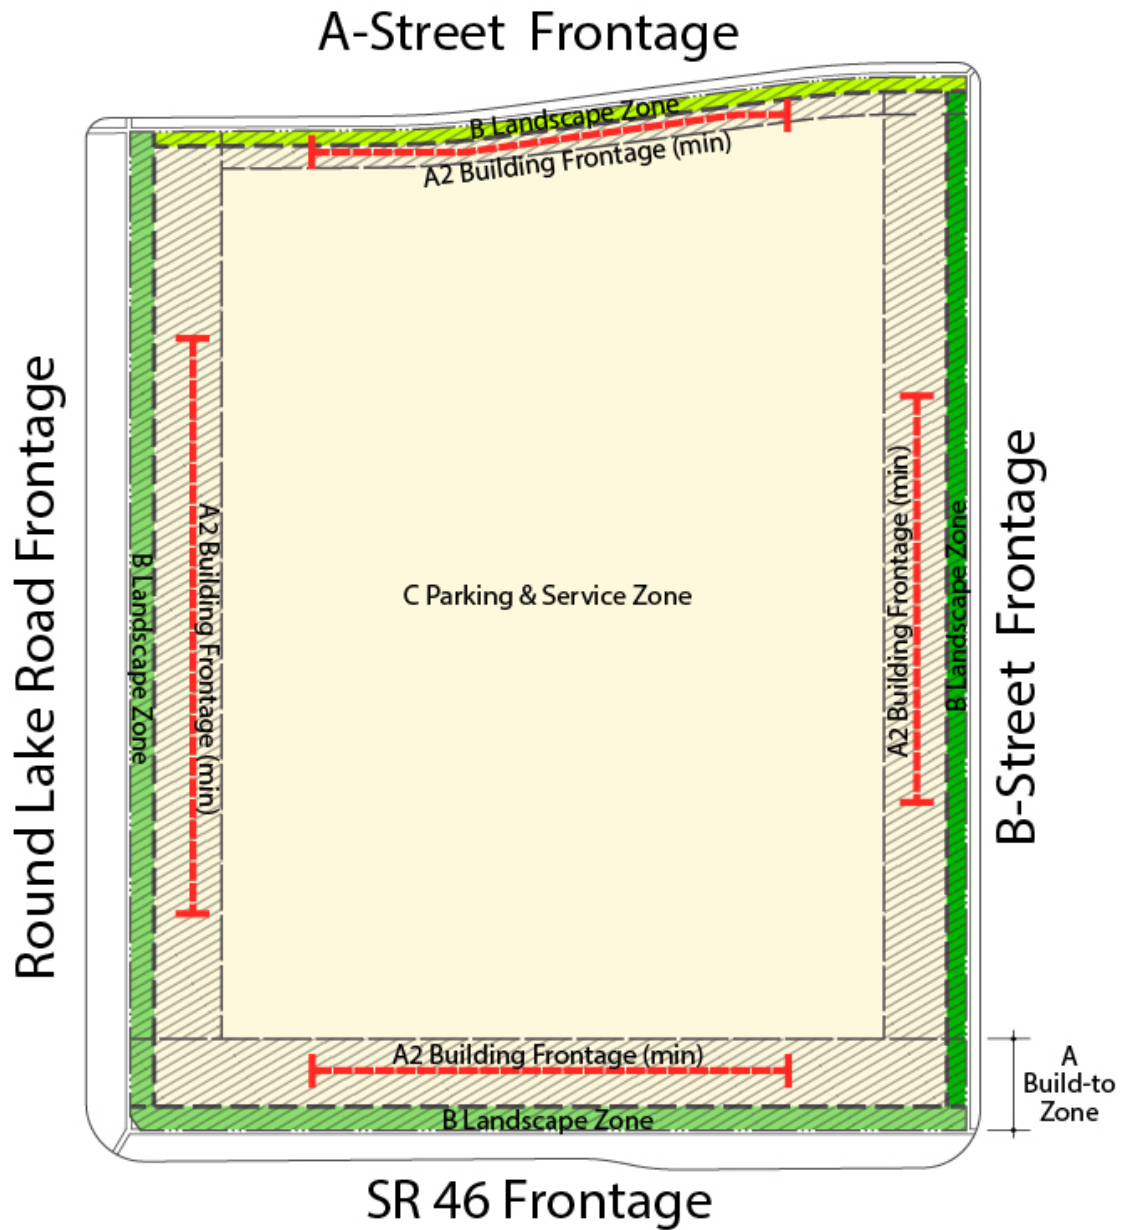 A-Street Frontage
B Landscape Zone
A2 Building Frontage (min)
Round Lake Road Frontage
B Landscape Zone
A2 Building Frontage (min)
C Parking & Service Zone
A2 Building Frontage (min)
B Landscape Zone
B-Street Frontage
A2 Building Frontage (min)
B Landscape Zone
A
Build-to
Zone
SR 46 Frontage